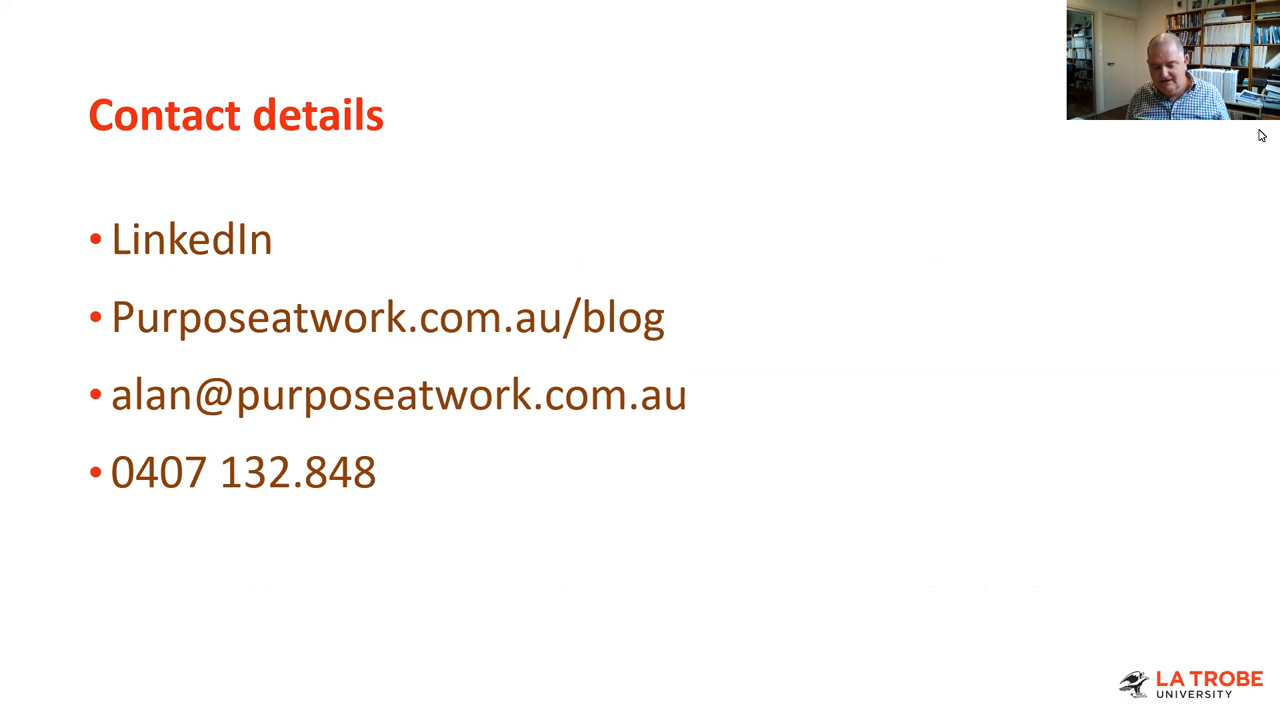 Contact details
• LinkedIn
• Purposeatwork.com.au/blog
• alan@purposeatwork.com.au
• 0407 132.848
LA TROBE
UNIVERSITY